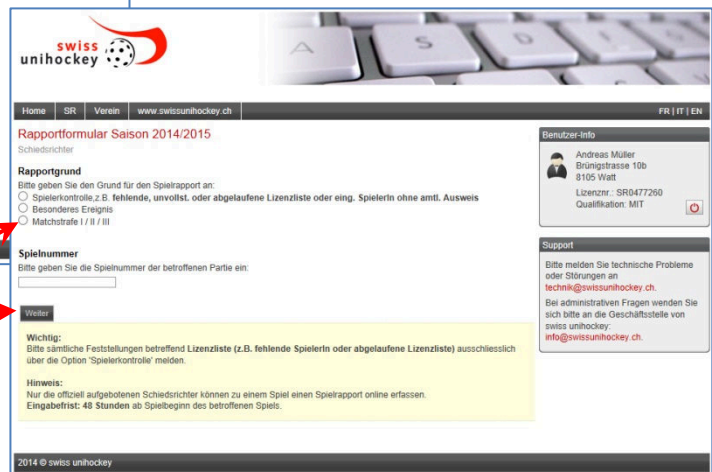 swiss
unihockey
A S D
Home SR Verein www.swissunihockey.ch FR | IT | EN
Rapportformular Saison 2014/2015
Schiedsrichter
Rapportgrund
Bitte geben Sie den Grund für den Spielrapport an:
Spielerkontrolle,z.B. fehlende, unvollst. oder abgelaufene Lizenzliste oder eing. SpielerIn ohne amtl. Ausweis
Besonderes Ereignis
Matchstrafe I / II / III
Spielnummer
Bitte geben Sie die Spielnummer der betroffenen Partie ein:
Weiter
Wichtig:
Bitte sämtliche Feststellungen betreffend Lizenzliste (z.B. fehlende SpielerIn oder abgelaufene Lizenzliste) ausschliesslich
über die Option 'Spielerkontrolle' melden.
Hinweis:
Nur die offiziell aufgebotenen Schiedsrichter können zu einem Spiel einen Spielrapport online erfassen.
Eingabefrist: 48 Stunden ab Spielbeginn des betroffenen Spiels.
Benutzer-Info
Andreas Müller
Brünigstrasse 10b
8105 Watt
Lizenznr.: SR0477260
Qualifikation: MIT
Support
Bitte melden Sie technische Probleme
oder Störungen an
technik@swissunihockey.ch.
Bei administrativen Fragen wenden Sie
sich bitte an die Geschäftsstelle von
swiss unihockey:
info@swissunihockey.ch.
2014 © swiss unihockey